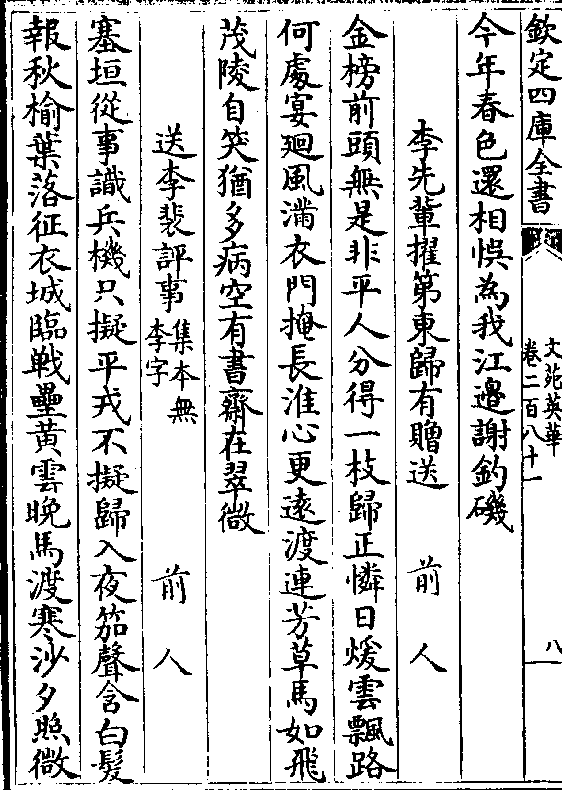 欽定四庫全書
文苑英華
卷二百八十一
八
今年春色還相悞為我江邉謝釣磯
李先軰擢第東歸有贈送　前人
金榜前頭無是非平人分得一枝歸正憐日煖雲飄路
何處宴廻風滿衣門掩長淮心更逺渡連芳草馬如飛
茂陵自笑猶多病空有書齋在翠微
送李裴評事集本無李字　前人
塞垣從事識兵機只擬平戎不擬歸入夜笳聲含白髮
報秋榆葉落征衣城臨戰壘黄雲晚馬渡寒沙夕照微